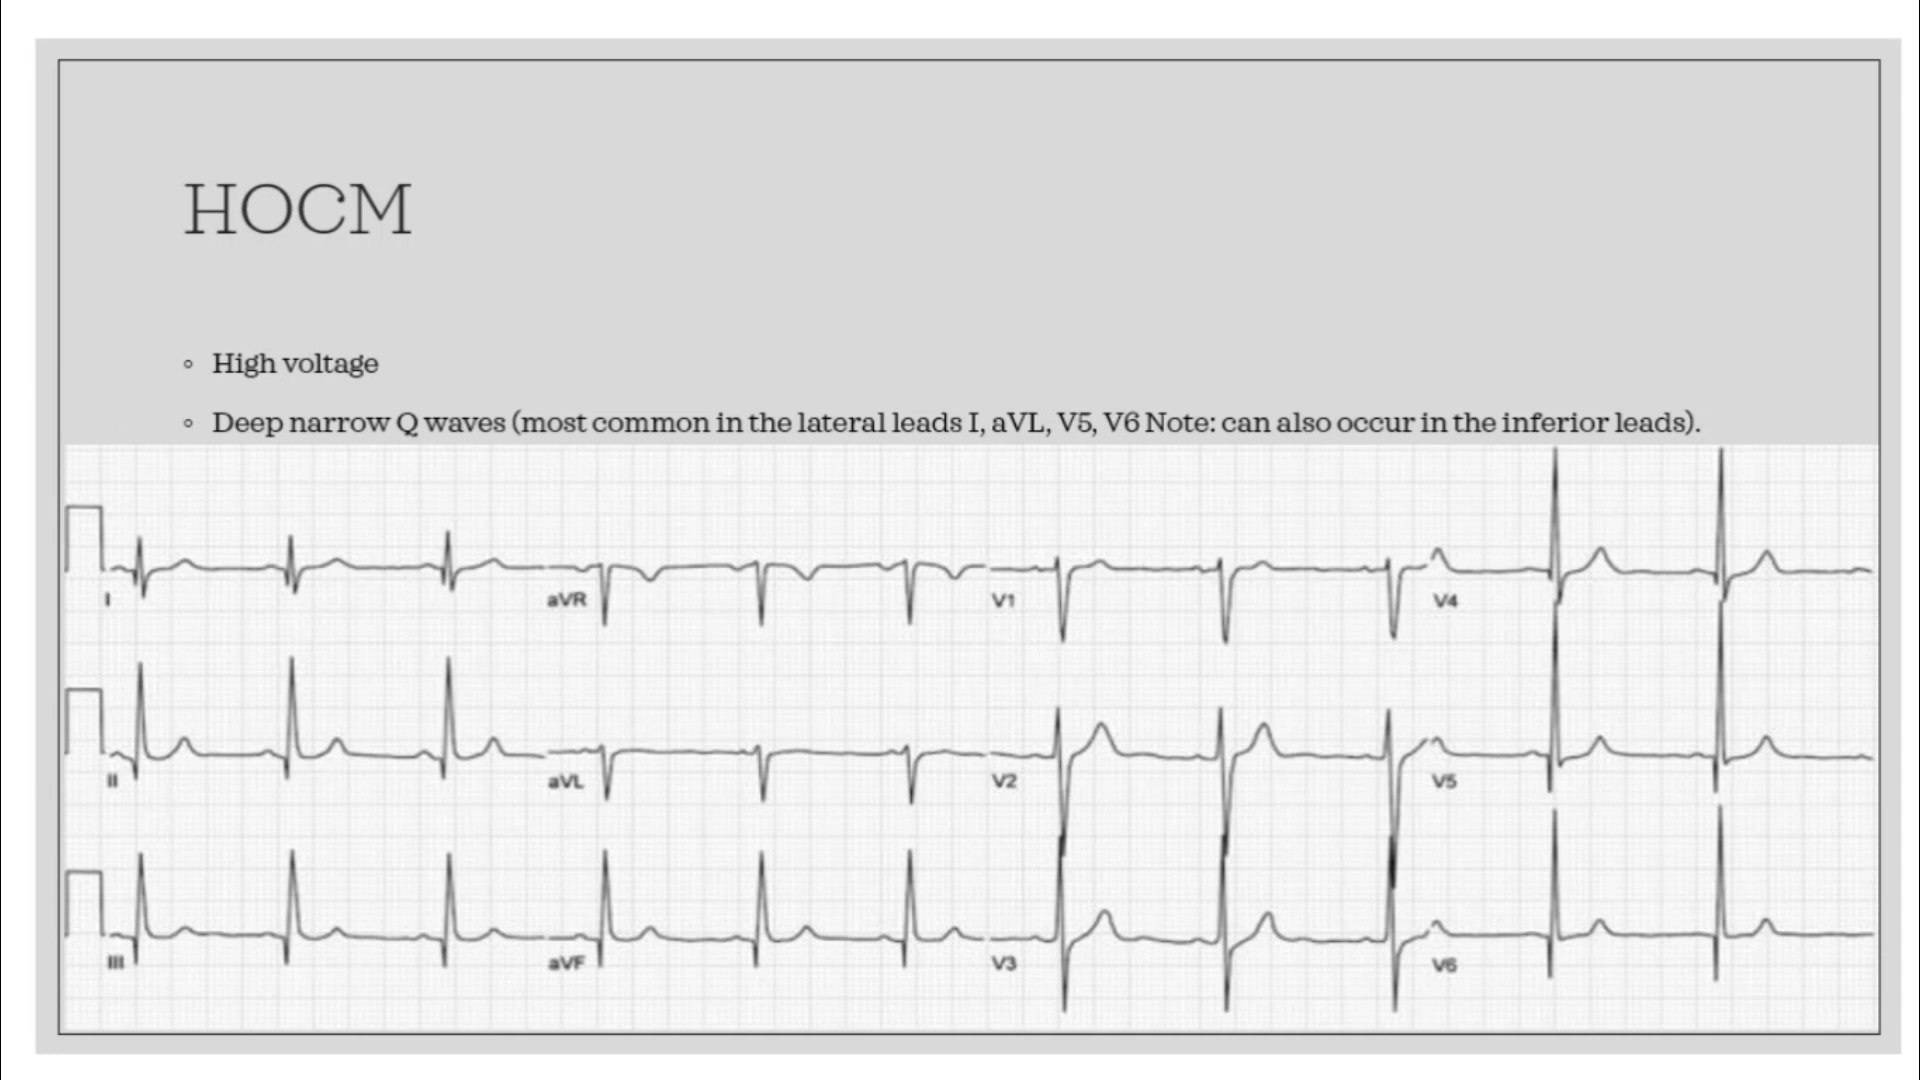 HOCM
◦ High voltage
◦ Deep narrow Q waves (most common in the lateral leads I, aVL, V5, V6 Note: can also occur in the inferior leads).
I aVR V1 V4
II aVL V2 V5
III aVF V3 V6